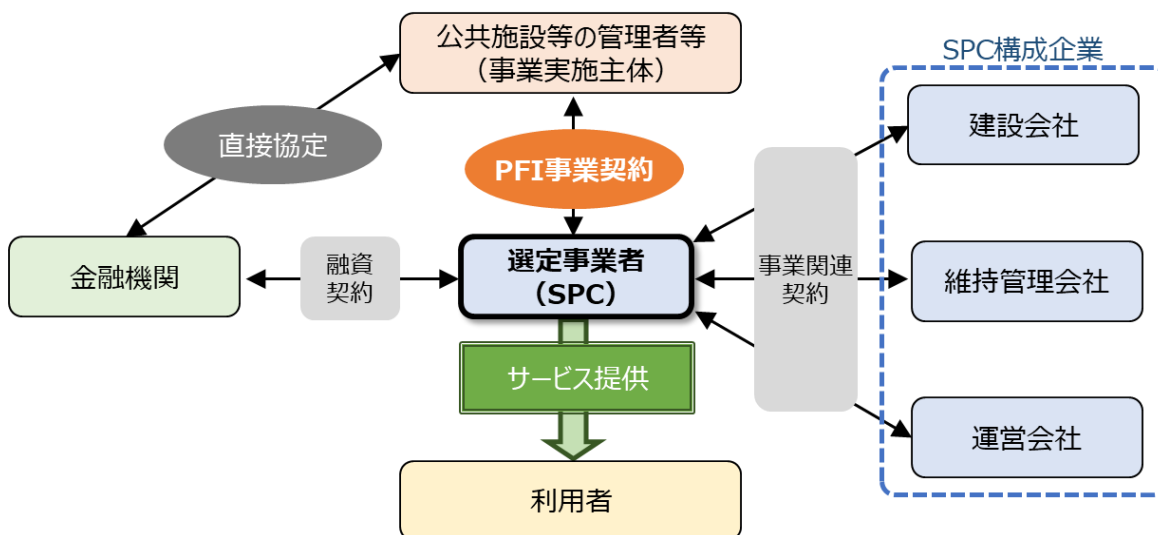 公共施設等の管理者等
（事業実施主体）
SPC構成企業
建設会社
直接協定
PFI事業契約
金融機関
融資
契約
選定事業者
（SPC）
事業関連
契約
維持管理会社
サービス提供
運営会社
利用者